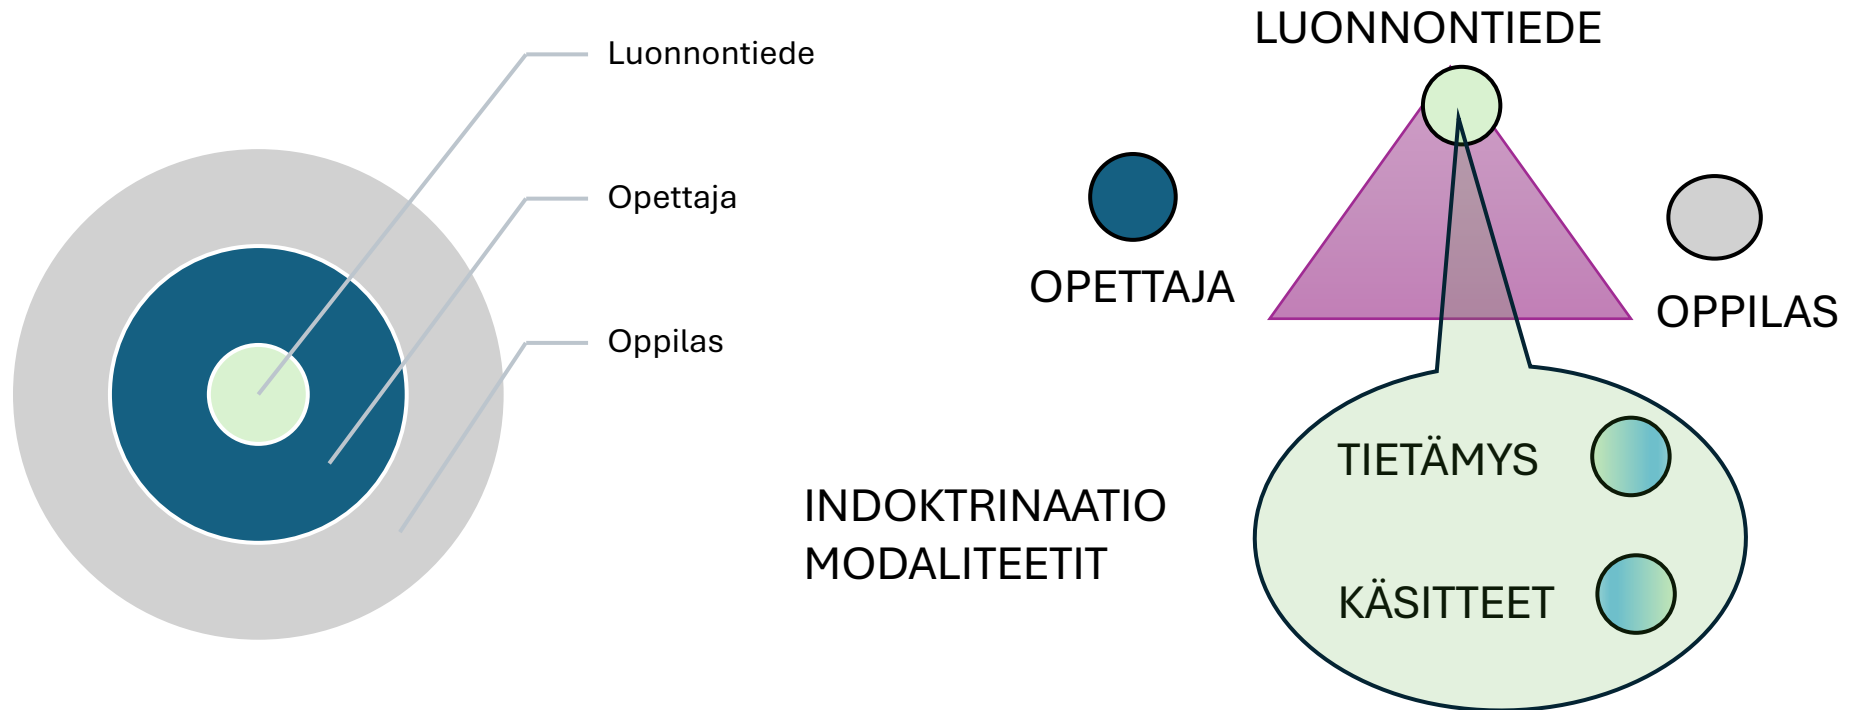 Luonnontiede
Opettaja
Oppilas
LUONNONTIEDE
OPETTAJA
OPPILAS
INDOKTRINAATIO
MODALITEETIT
TIETÄMYS
KÄSITTEET